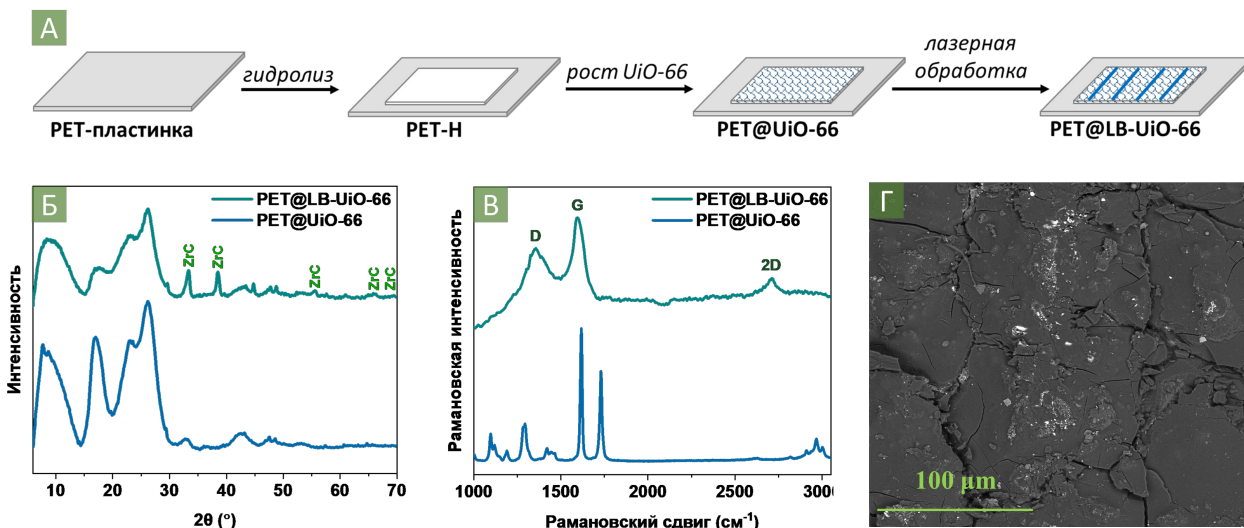 А
гидролиз
рост UiO-66
лазерная
обработка
PET-пластинка
PET-H
PET@UiO-66
PET@LB-UiO-66
Б
PET@LB-UiO-66
PET@UiO-66
ZrC
ZrC
ZrC
ZrC
ZrC
Интенсивность
10 20 30 40 50 60 70
2θ (°)
В
PET@LB-UiO-66
PET@UiO-66
D
G
2D
Рамановская интенсивность
1000 1500 2000 2500 3000
Рамановский сдвиг (см⁻¹)
Г
100 μm